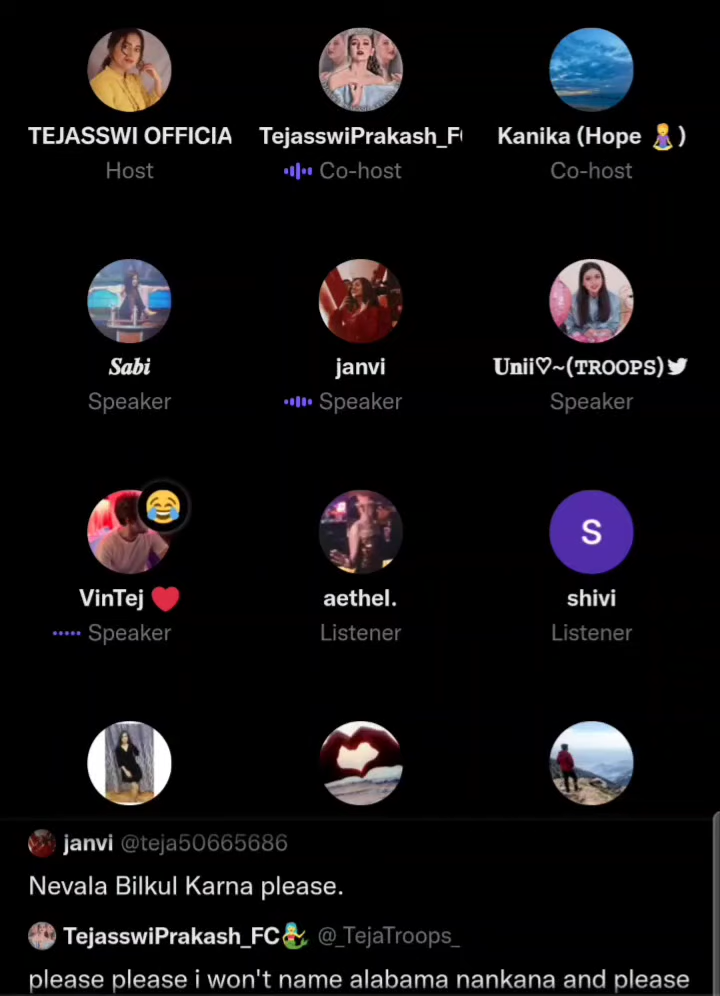 TEJASSWI OFFICIA TejasswiPrakash_F Kanika (Hope 🧘‍♀️)
Host Co-host Co-host
Sabi janvi Unii♡~(TROOPS)
Speaker Speaker Speaker
😂
S
VinTej ❤️ aethel. shivi
Speaker Listener Listener
janvi @teja50665686
Nevala Bilkul Karna please.
TejasswiPrakash_FC🧜‍♀️ @_TejaTroops_
please please i won't name alabama nankana and please